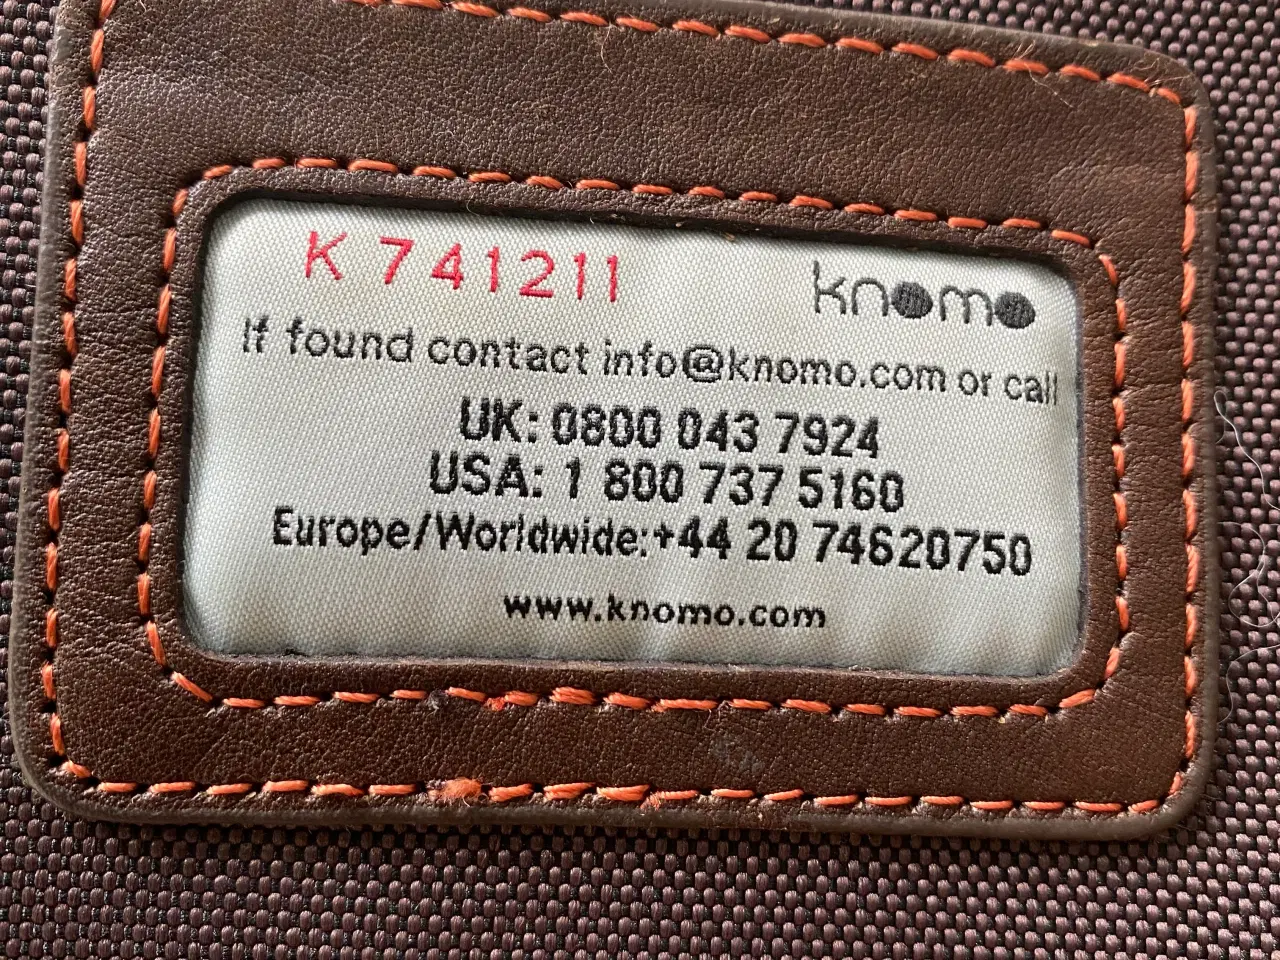 K 741211
knomo
If found contact info@knomo.com or call
UK: 0800 043 7924
USA: 1 800 737 5160
Europe/Worldwide:+44 20 74620750
www.knomo.com